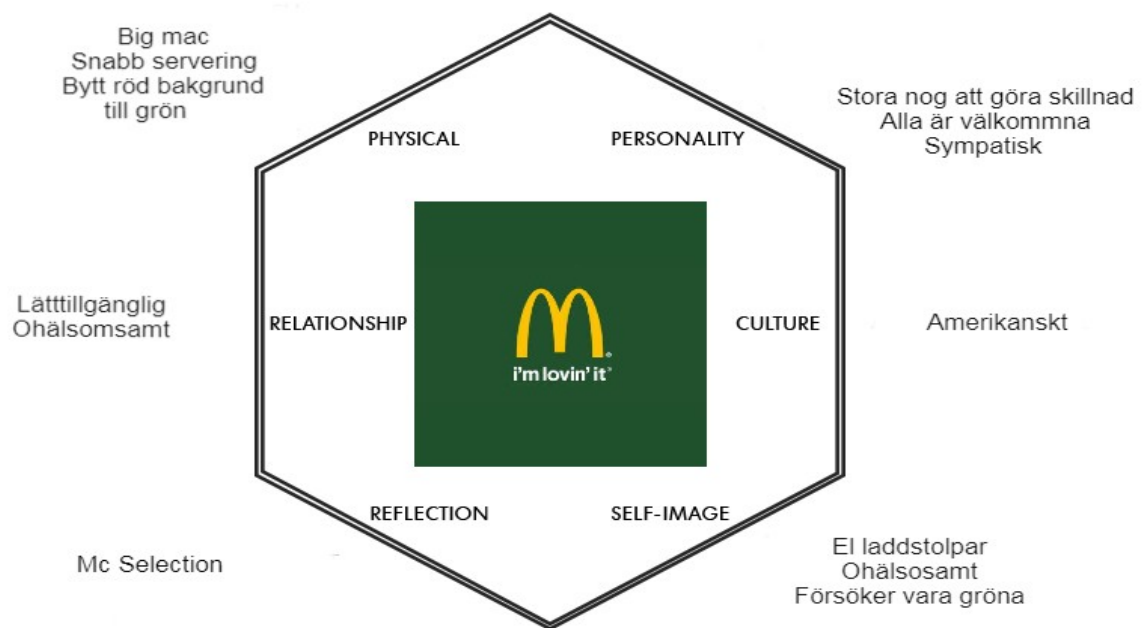 Big mac
Snabb servering
Bytt röd bakgrund
till grön
Stora nog att göra skillnad
Alla är välkommna
Sympatisk
PHYSICAL
PERSONALITY
Lätttillgänglig
Ohälsomsamt
RELATIONSHIP
i'm lovin' it®
CULTURE
Amerikanskt
REFLECTION
SELF-IMAGE
Mc Selection
El laddstolpar
Ohälsosamt
Försöker vara gröna